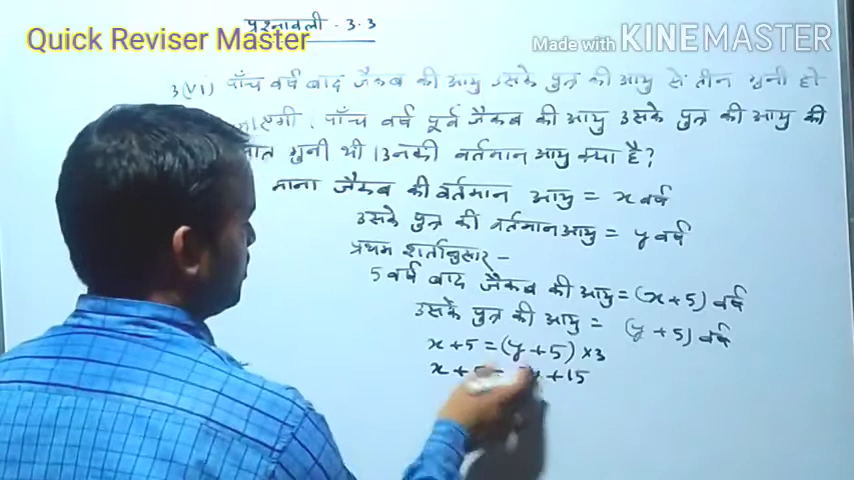 प्रश्नावली - 3.3
Quick Reviser Master
Made with KINEMASTER
3(vi) पाँच वर्ष बाद जैकब की आयु उसके पुत्र की आयु से तीन गुनी हो
जाएगी . पाँच वर्ष पूर्व जैकब की आयु उसके पुत्र की आयु की
सात गुनी थी । उनकी वर्तमान आयु क्या है?
माना जैकब की वर्तमान आयु = x वर्ष
उसके पुत्र की वर्तमान आयु = y वर्ष
प्रथम शर्तानुसार -
5 वर्ष बाद जैकब की आयु = (x + 5) वर्ष
उसके पुत्र की आयु = (y + 5) वर्ष
x + 5 = (y + 5) × 3
x + 5 = y + 15